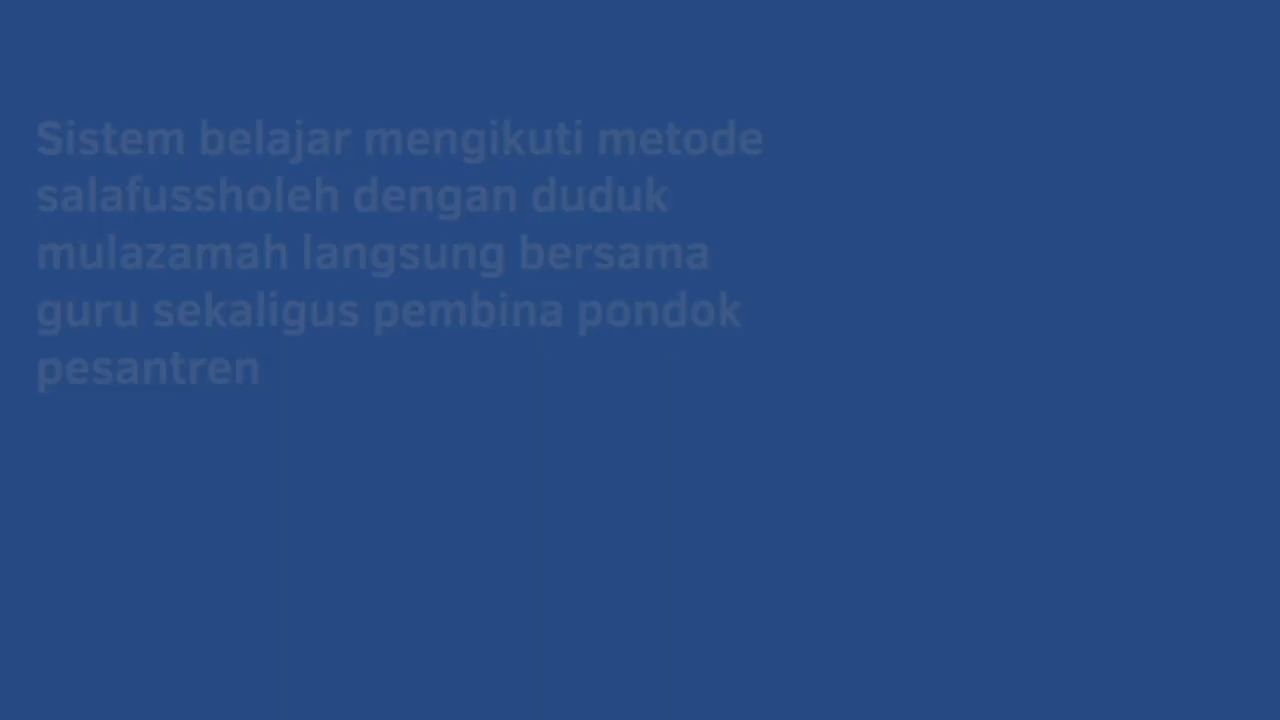 Sistem belajar mengikuti metode
salafussholeh dengan duduk
mulazamah langsung bersama
guru sekaligus pembina pondok
pesantren